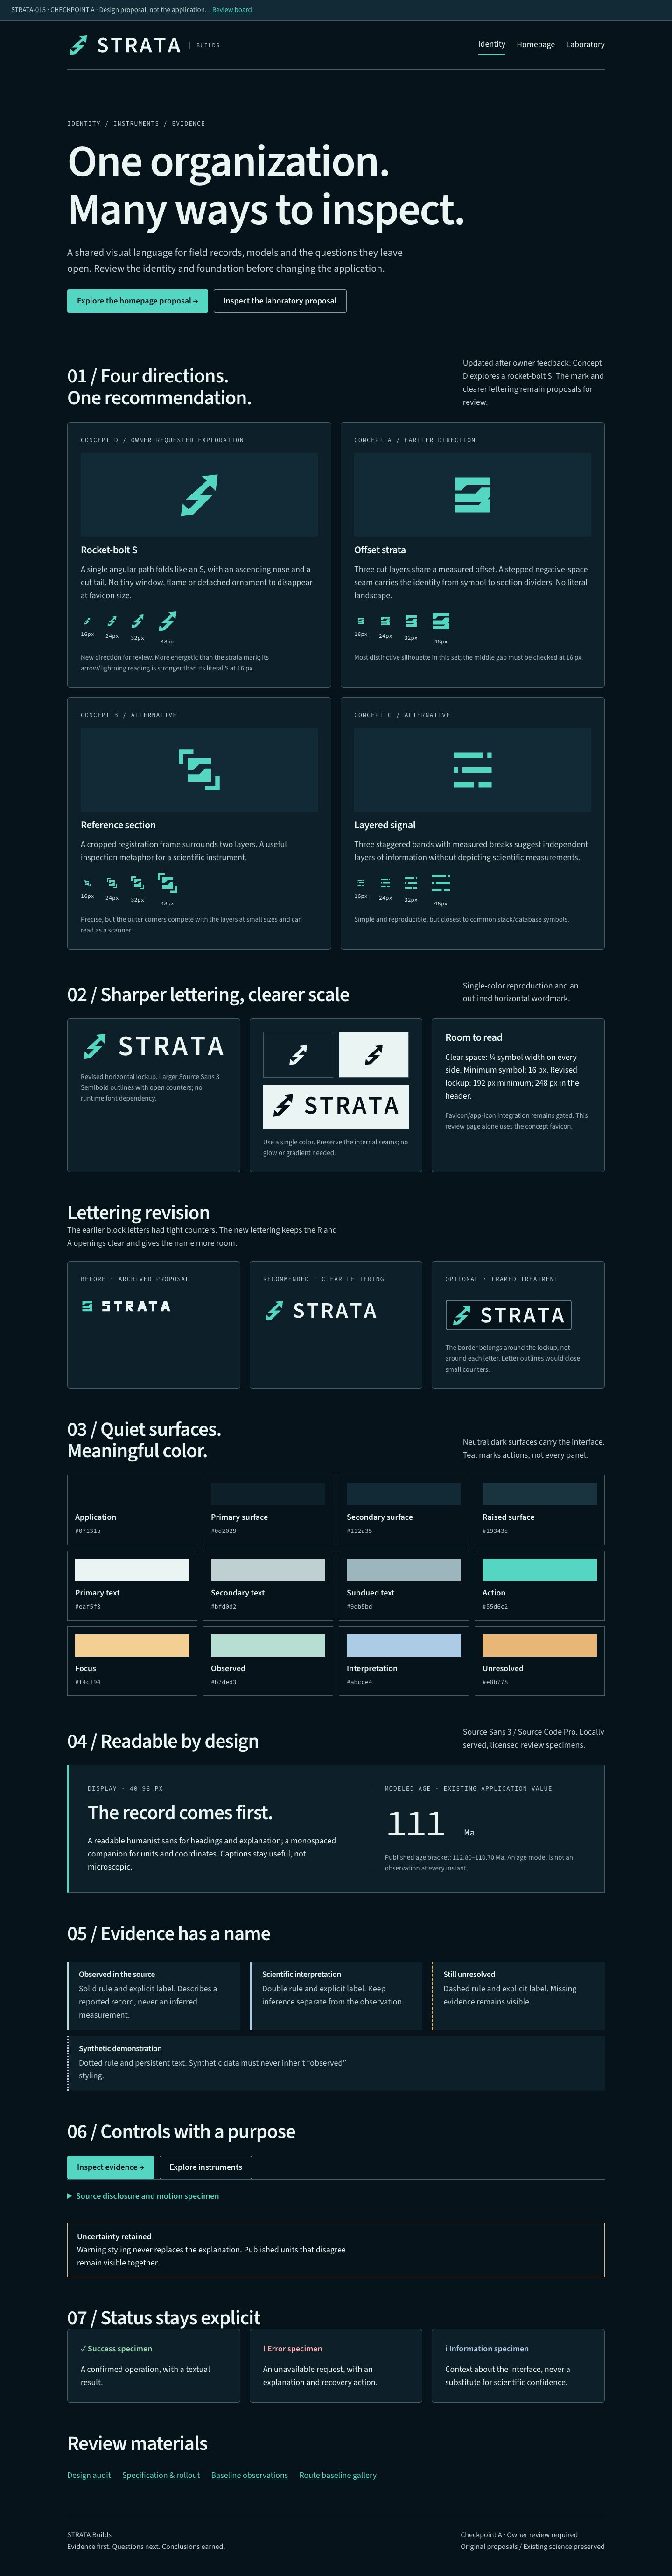 STRATA-015 · CHECKPOINT A · Design proposal, not the application. Review board
STRATA BUILDS
Identity Homepage Laboratory
IDENTITY / INSTRUMENTS / EVIDENCE
One organization.
Many ways to inspect.
A shared visual language for field records, models and the questions they leave
open. Review the identity and foundation before changing the application.
Explore the homepage proposal →
Inspect the laboratory proposal
01 / Four directions.
One recommendation.
Updated after owner feedback: Concept
D explores a rocket-bolt S. The mark and
clearer lettering remain proposals for
review.
CONCEPT D / OWNER-REQUESTED EXPLORATION
Rocket-bolt S
A single angular path folds like an S, with an ascending nose and a
cut tail. No tiny window, flame or detached ornament to disappear
at favicon size.
16px 24px 32px 48px
New direction for review. More energetic than the strata mark; its
arrow/lightning reading is stronger than its literal S at 16 px.
CONCEPT A / EARLIER DIRECTION
Offset strata
Three cut layers share a measured offset. A stepped negative-space
seam carries the identity from symbol to section dividers. No literal
landscape.
16px 24px 32px 48px
Most distinctive silhouette in this set; the middle gap must be checked at 16 px.
CONCEPT B / ALTERNATIVE
Reference section
A cropped registration frame surrounds two layers. A useful
inspection metaphor for a scientific instrument.
16px 24px 32px 48px
Precise, but the outer corners compete with the layers at small sizes and can
read as a scanner.
CONCEPT C / ALTERNATIVE
Layered signal
Three staggered bands with measured breaks suggest independent
layers of information without depicting scientific measurements.
16px 24px 32px 48px
Simple and reproducible, but closest to common stack/database symbols.
02 / Sharper lettering, clearer scale
Single-color reproduction and an
outlined horizontal wordmark.
STRATA
Revised horizontal lockup. Larger Source Sans 3
Semibold outlines with open counters; no
runtime font dependency.
STRATA
Use a single color. Preserve the internal seams; no
glow or gradient needed.
Room to read
Clear space: ¼ symbol width on every
side. Minimum symbol: 16 px. Revised
lockup: 192 px minimum; 248 px in the
header.
Favicon/app-icon integration remains gated. This
review page alone uses the concept favicon.
Lettering revision
The earlier block letters had tight counters. The new lettering keeps the R and
A openings clear and gives the name more room.
BEFORE · ARCHIVED PROPOSAL
STRATA
RECOMMENDED · CLEAR LETTERING
STRATA
OPTIONAL · FRAMED TREATMENT
STRATA
The border belongs around the lockup, not
around each letter. Letter outlines would close
small counters.
03 / Quiet surfaces.
Meaningful color.
Neutral dark surfaces carry the interface.
Teal marks actions, not every panel.
Application
#07131a
Primary surface
#0d2029
Secondary surface
#112a35
Raised surface
#19343e
Primary text
#eaf5f3
Secondary text
#bfd0d2
Subdued text
#9db5bd
Action
#55d6c2
Focus
#f4cf94
Observed
#b7ded3
Interpretation
#abcce4
Unresolved
#e8b778
04 / Readable by design
Source Sans 3 / Source Code Pro. Locally
served, licensed review specimens.
DISPLAY · 40–96 PX
The record comes first.
A readable humanist sans for headings and explanation; a monospaced
companion for units and coordinates. Captions stay useful, not
microscopic.
MODELED AGE · EXISTING APPLICATION VALUE
111 Ma
Published age bracket: 112.80–110.70 Ma. An age model is not an
observation at every instant.
05 / Evidence has a name
Observed in the source
Solid rule and explicit label. Describes a
reported record, never an inferred
measurement.
Scientific interpretation
Double rule and explicit label. Keep
inference separate from the observation.
Still unresolved
Dashed rule and explicit label. Missing
evidence remains visible.
Synthetic demonstration
Dotted rule and persistent text. Synthetic data must never inherit “observed”
styling.
06 / Controls with a purpose
Inspect evidence →
Explore instruments
▶ Source disclosure and motion specimen
Uncertainty retained
Warning styling never replaces the explanation. Published units that disagree
remain visible together.
07 / Status stays explicit
✓ Success specimen
A confirmed operation, with a textual
result.
! Error specimen
An unavailable request, with an
explanation and recovery action.
i Information specimen
Context about the interface, never a
substitute for scientific confidence.
Review materials
Design audit Specification & rollout Baseline observations Route baseline gallery
STRATA Builds
Evidence first. Questions next. Conclusions earned.
Checkpoint A · Owner review required
Original proposals / Existing science preserved